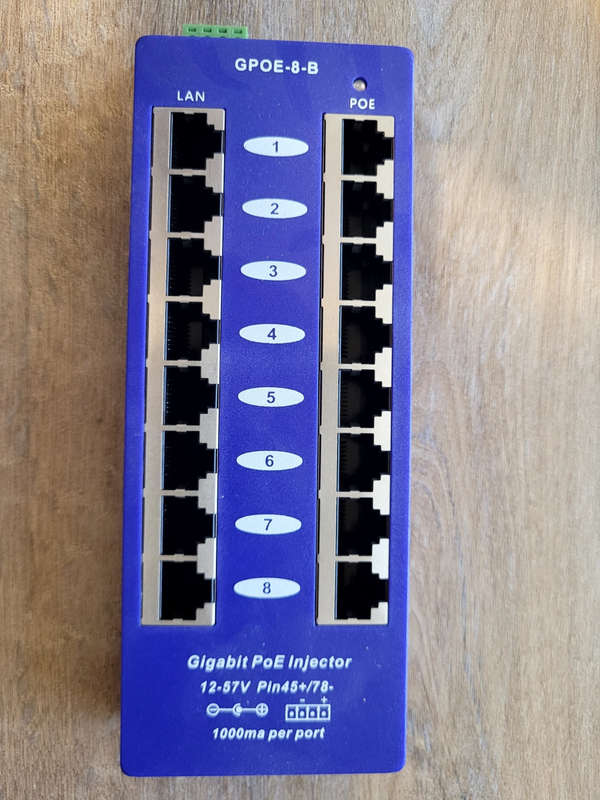 GPOE-8-B
LAN
POE
1
2
3
4
5
6
7
8
Gigabit PoE Injector
12-57V Pin45+/78-
- +
1000ma per port